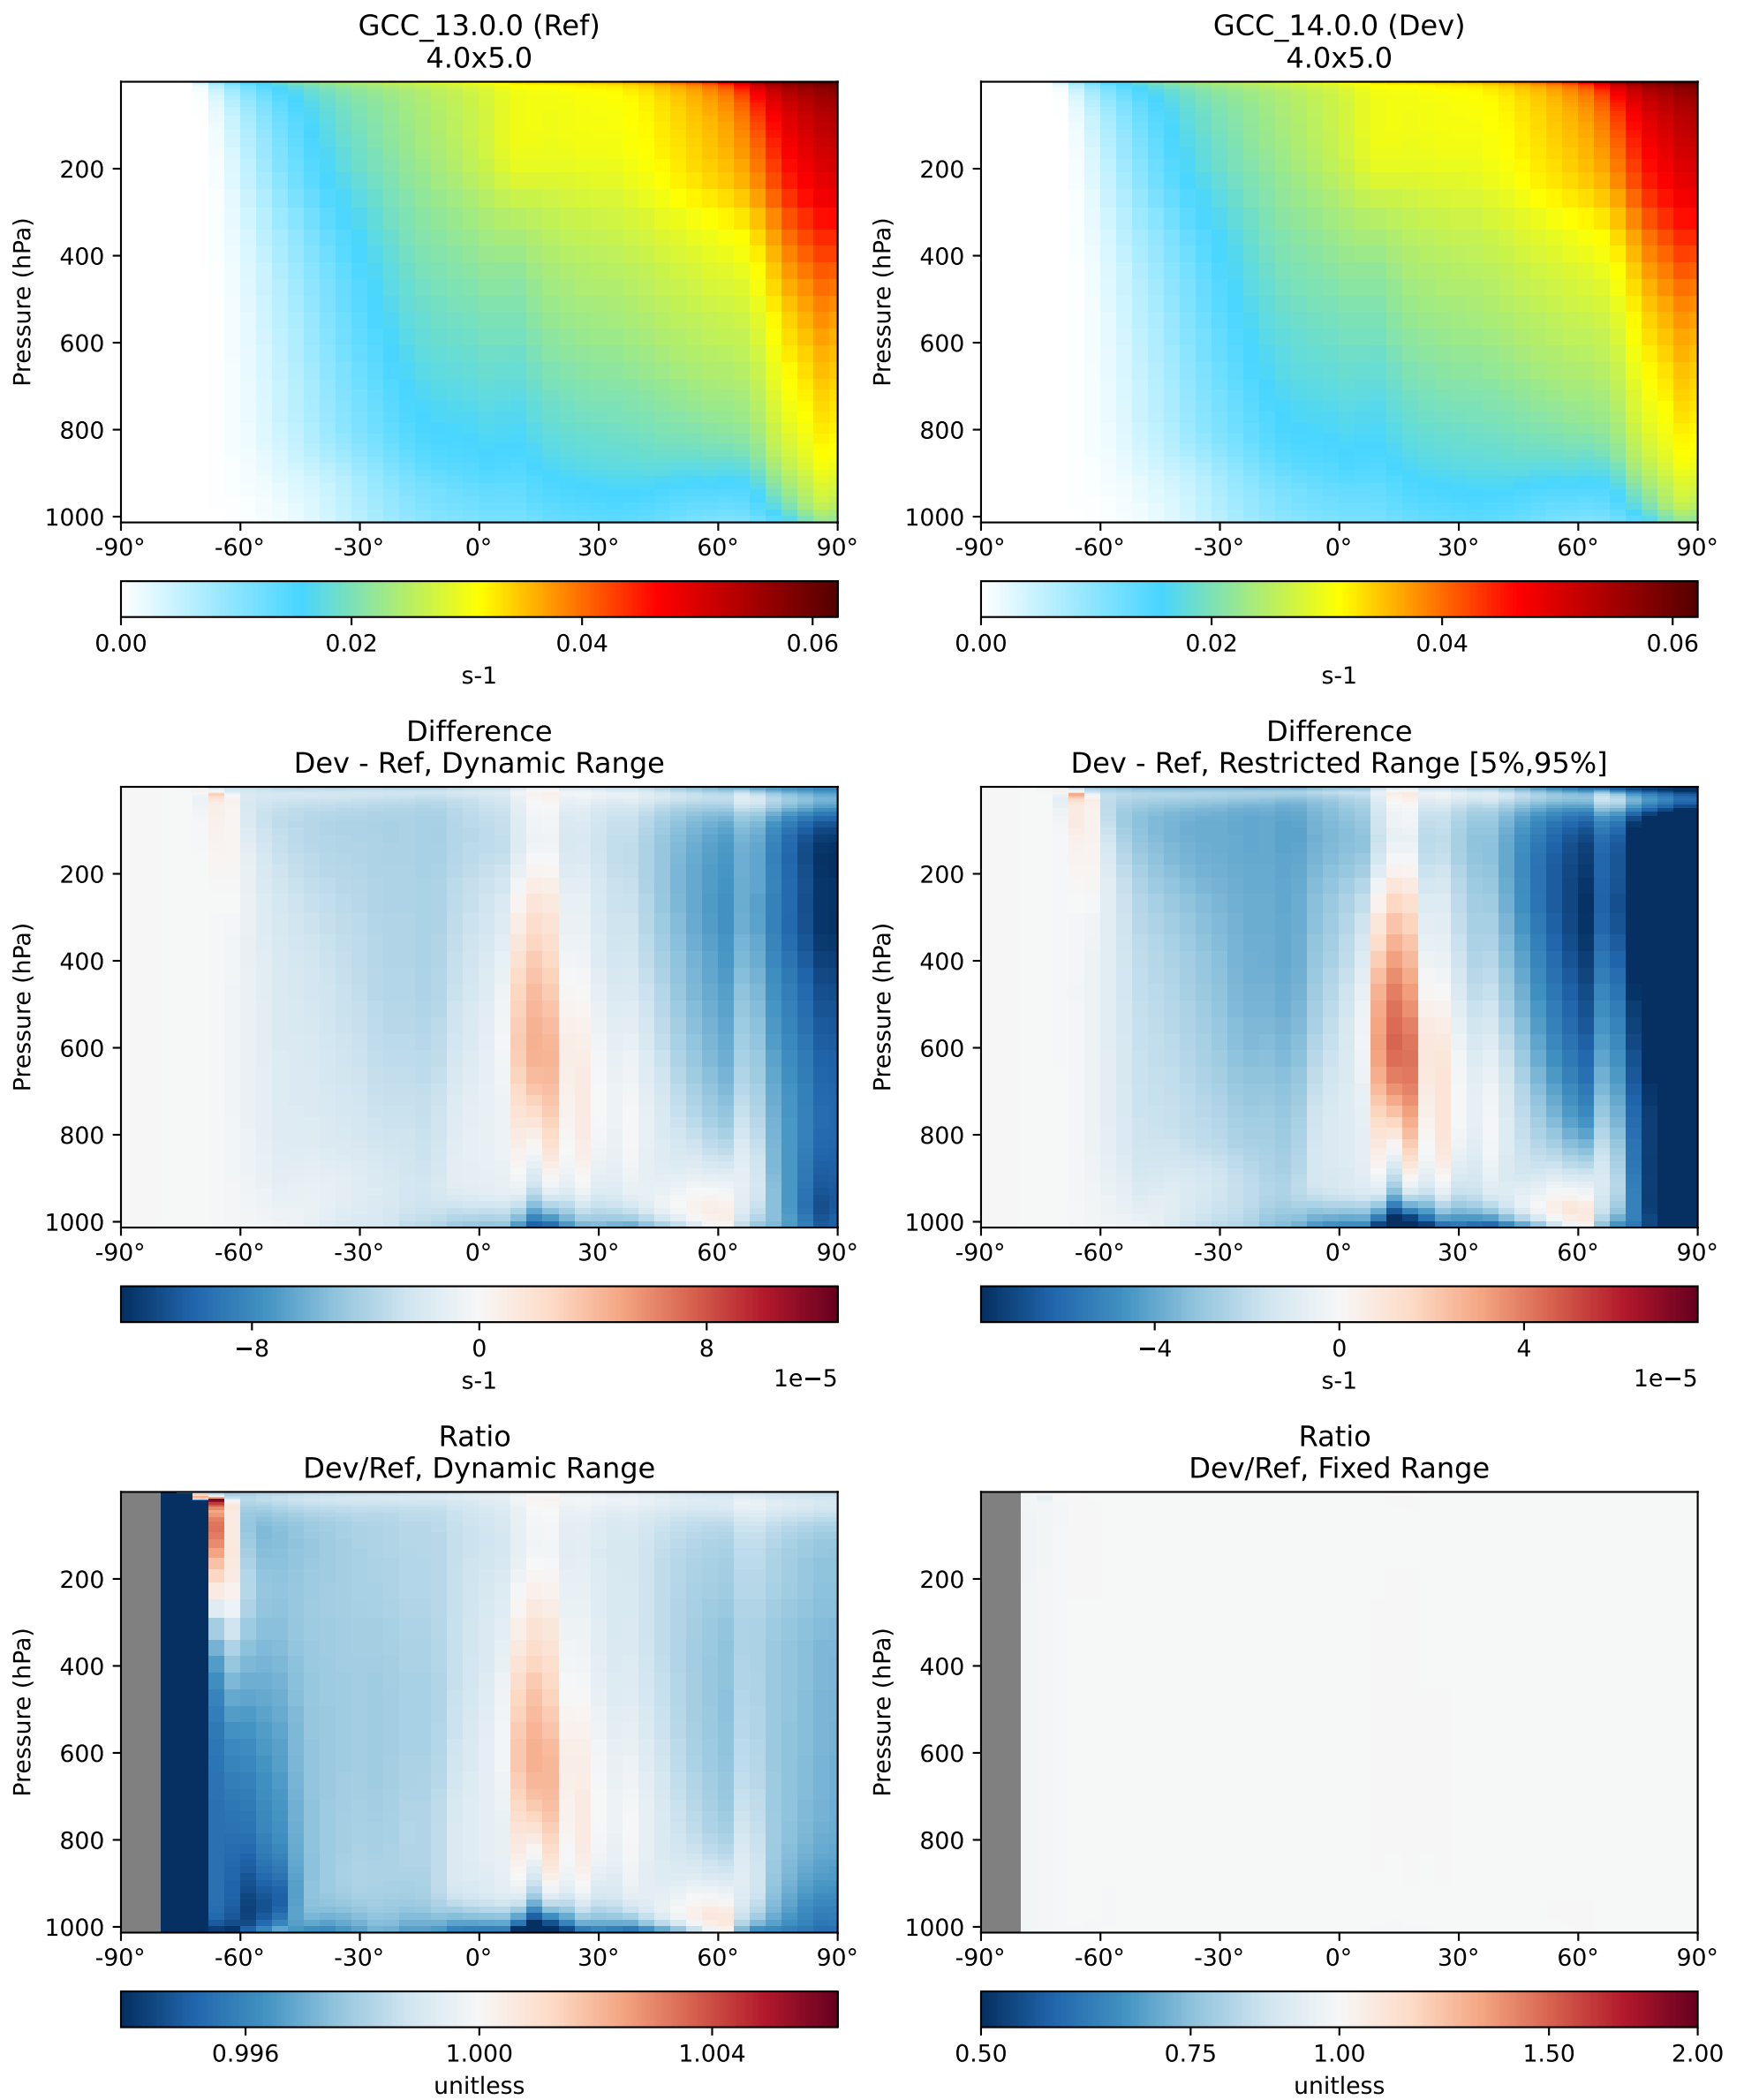 GCC_13.0.0 (Ref)
4.0x5.0
Pressure (hPa)
200
400
600
800
1000
-90° -60° -30° 0° 30° 60° 90°
0.00 0.02 0.04 0.06
s-1
GCC_14.0.0 (Dev)
4.0x5.0
Pressure (hPa)
200
400
600
800
1000
-90° -60° -30° 0° 30° 60° 90°
0.00 0.02 0.04 0.06
s-1
Difference
Dev - Ref, Dynamic Range
Pressure (hPa)
200
400
600
800
1000
-90° -60° -30° 0° 30° 60° 90°
−8 0 8
s-1 1e−5
Difference
Dev - Ref, Restricted Range [5%,95%]
Pressure (hPa)
200
400
600
800
1000
-90° -60° -30° 0° 30° 60° 90°
−4 0 4
s-1 1e−5
Ratio
Dev/Ref, Dynamic Range
Pressure (hPa)
200
400
600
800
1000
-90° -60° -30° 0° 30° 60° 90°
0.996 1.000 1.004
unitless
Ratio
Dev/Ref, Fixed Range
Pressure (hPa)
200
400
600
800
1000
-90° -60° -30° 0° 30° 60° 90°
0.50 0.75 1.00 1.50 2.00
unitless